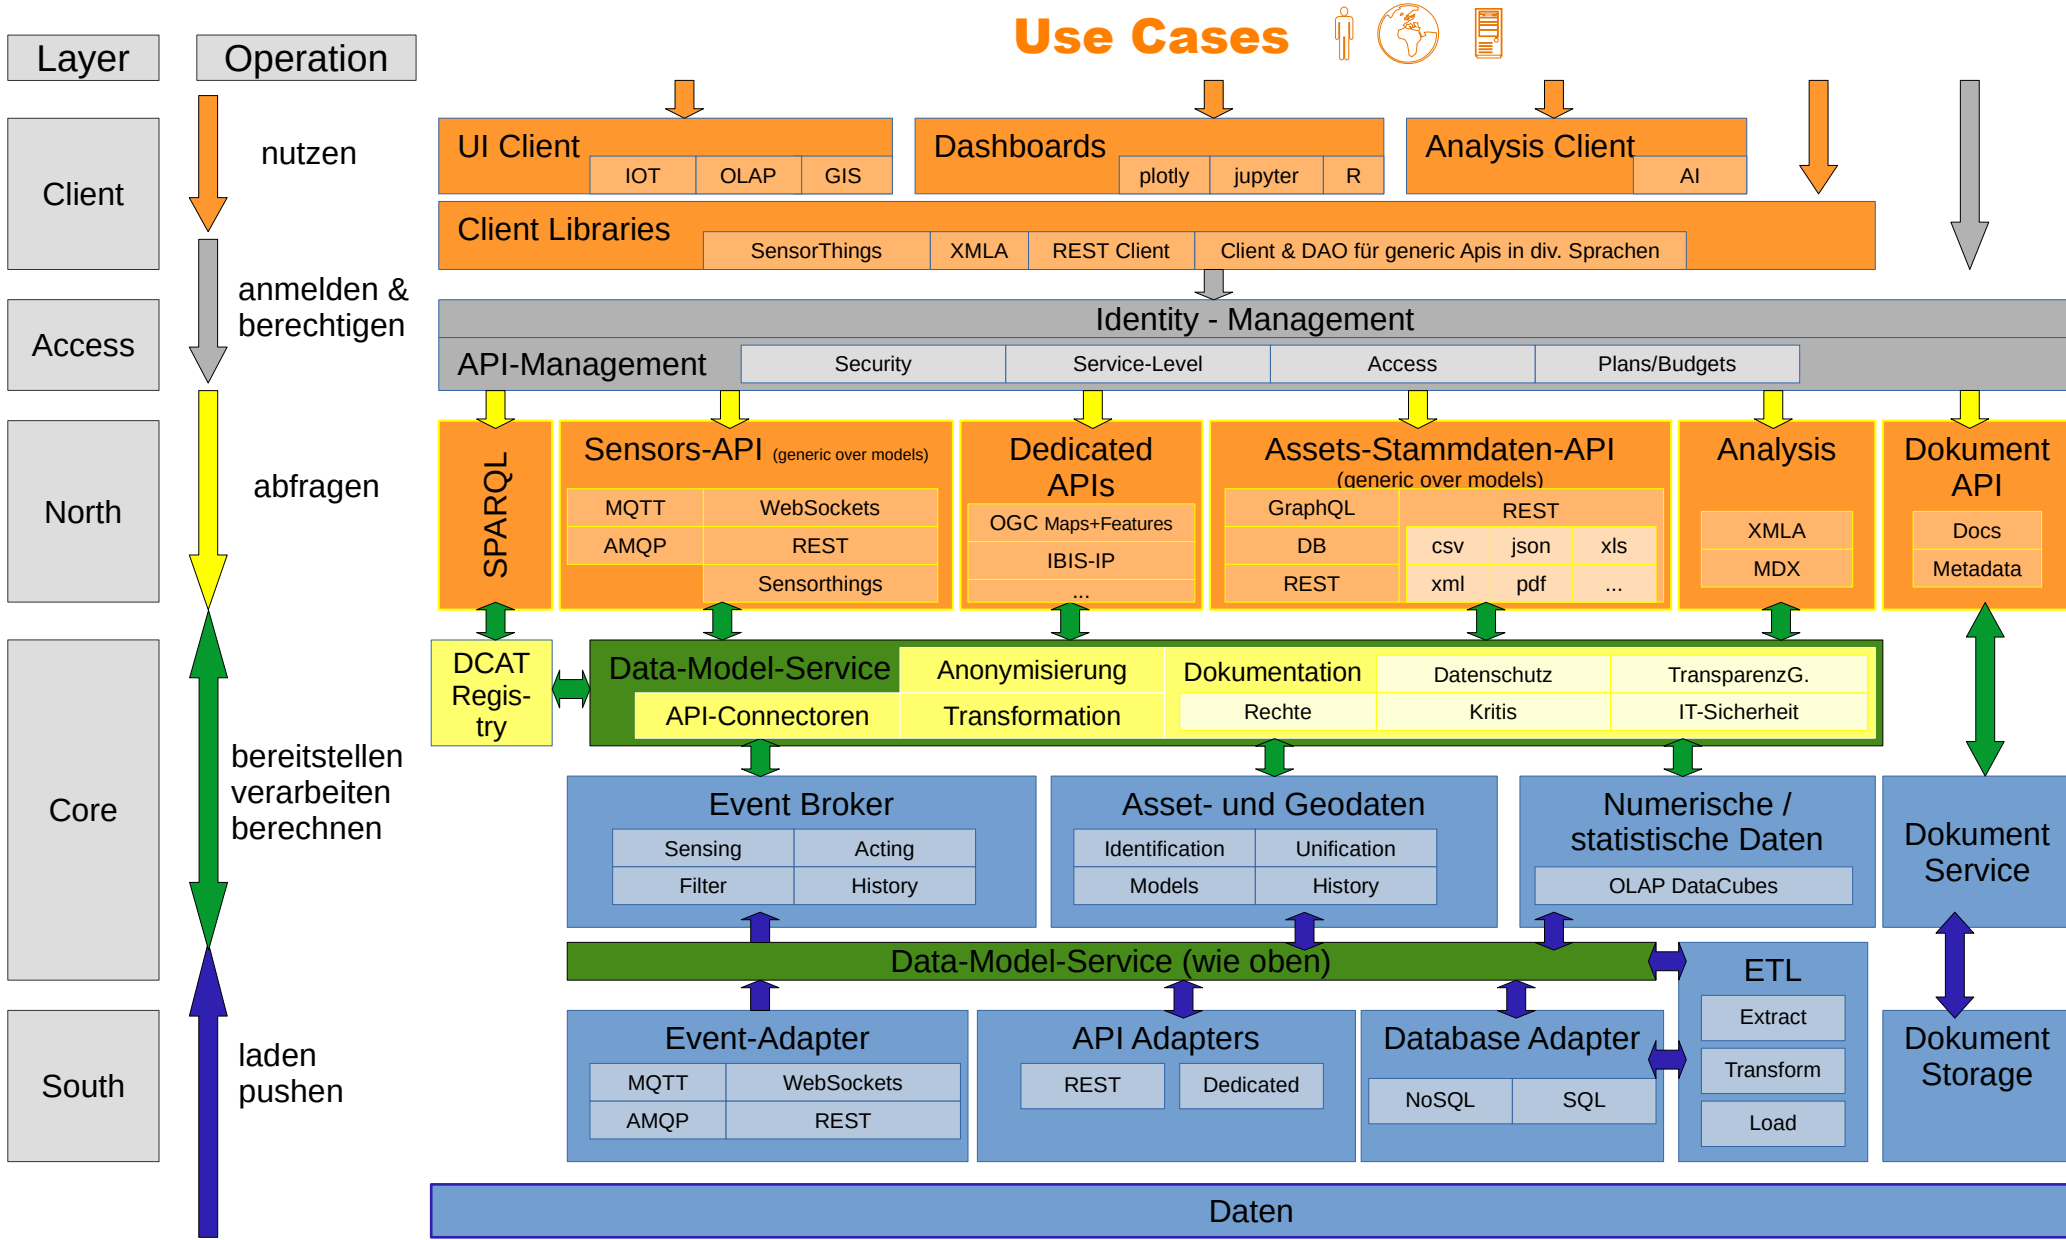 Use Cases
Layer
Operation
Client
nutzen
UI Client
IOT
OLAP
GIS
Dashboards
plotly
jupyter
R
Analysis Client
AI
Client Libraries
SensorThings
XMLA
REST Client
Client & DAO für generic Apis in div. Sprachen
anmelden &
berechtigen
Access
Identity - Management
API-Management
Security
Service-Level
Access
Plans/Budgets
North
abfragen
SPARQL
Sensors-API (generic over models)
MQTT
WebSockets
AMQP
REST
Sensorthings
Dedicated
APIs
OGC Maps+Features
IBIS-IP
...
Assets-Stammdaten-API
(generic over models)
GraphQL
REST
DB
csv
json
xls
REST
xml
pdf
...
Analysis
XMLA
MDX
Dokument
API
Docs
Metadata
Core
bereitstellen
verarbeiten
berechnen
DCAT
Regis-
try
Data-Model-Service
Anonymisierung
API-Connectoren
Transformation
Dokumentation
Datenschutz
TransparenzG.
Rechte
Kritis
IT-Sicherheit
Event Broker
Sensing
Acting
Filter
History
Asset- und Geodaten
Identification
Unification
Models
History
Numerische /
statistische Daten
OLAP DataCubes
Dokument
Service
Data-Model-Service (wie oben)
South
laden
pushen
Event-Adapter
MQTT
WebSockets
AMQP
REST
API Adapters
REST
Dedicated
Database Adapter
NoSQL
SQL
ETL
Extract
Transform
Load
Dokument
Storage
Daten